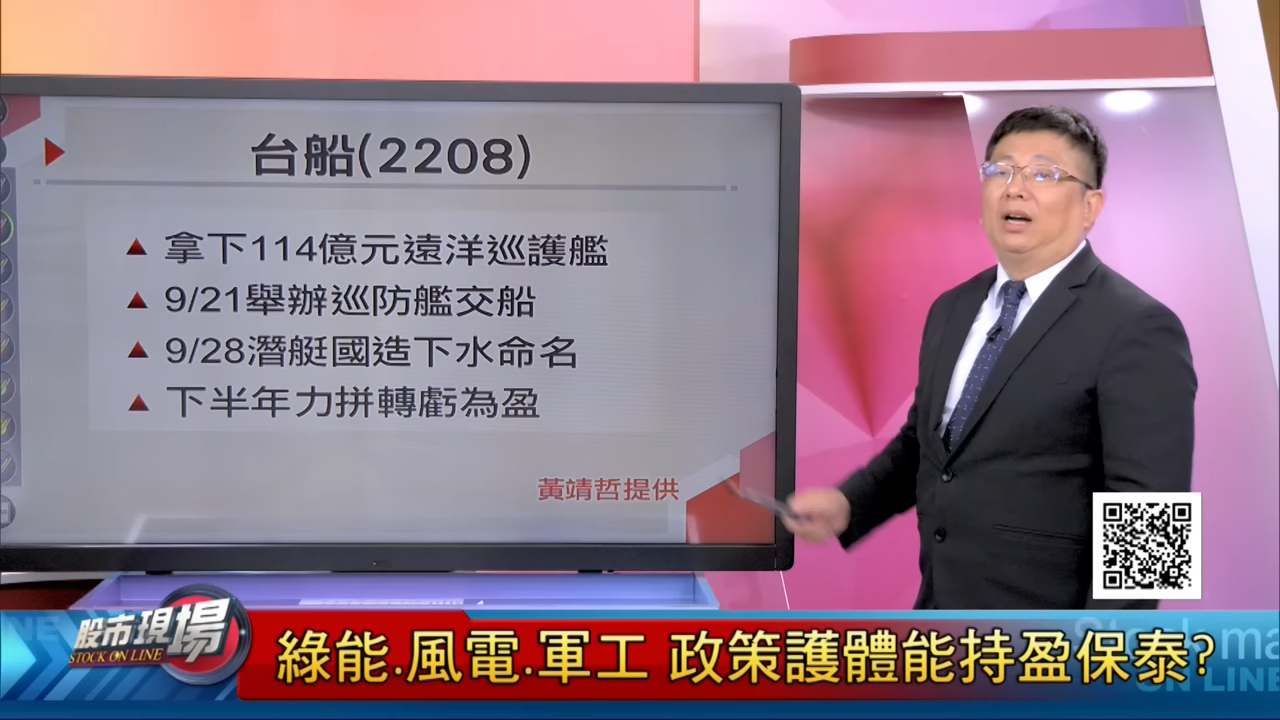 台船(2208)
拿下114億元遠洋巡護艦
9/21舉辦巡防艦交船
9/28潛艇國造下水命名
下半年力拼轉虧為盈
黃靖哲提供
股市現場
STOCK ON LINE
綠能.風電.軍工 政策護體能持盈保泰?
ON LINE